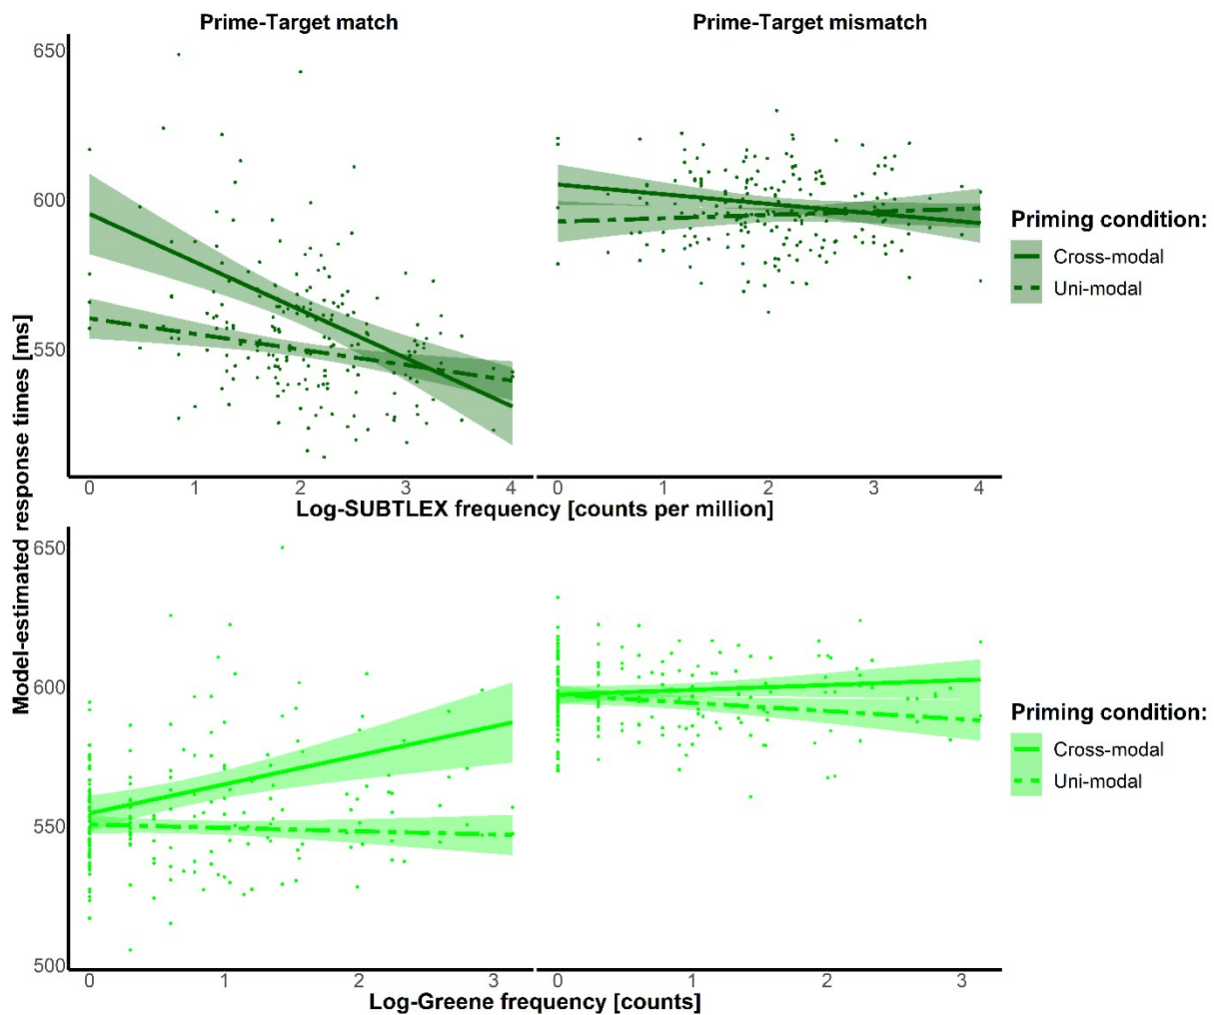 Prime-Target match
Prime-Target mismatch
650
600
550
0 1 2 3 4
0 1 2 3 4
Log-SUBTLEX frequency [counts per million]
Priming condition:
Cross-modal
Uni-modal
Model-estimated response times [ms]
650
600
550
500
0 1 2 3
0 1 2 3
Log-Greene frequency [counts]
Priming condition:
Cross-modal
Uni-modal